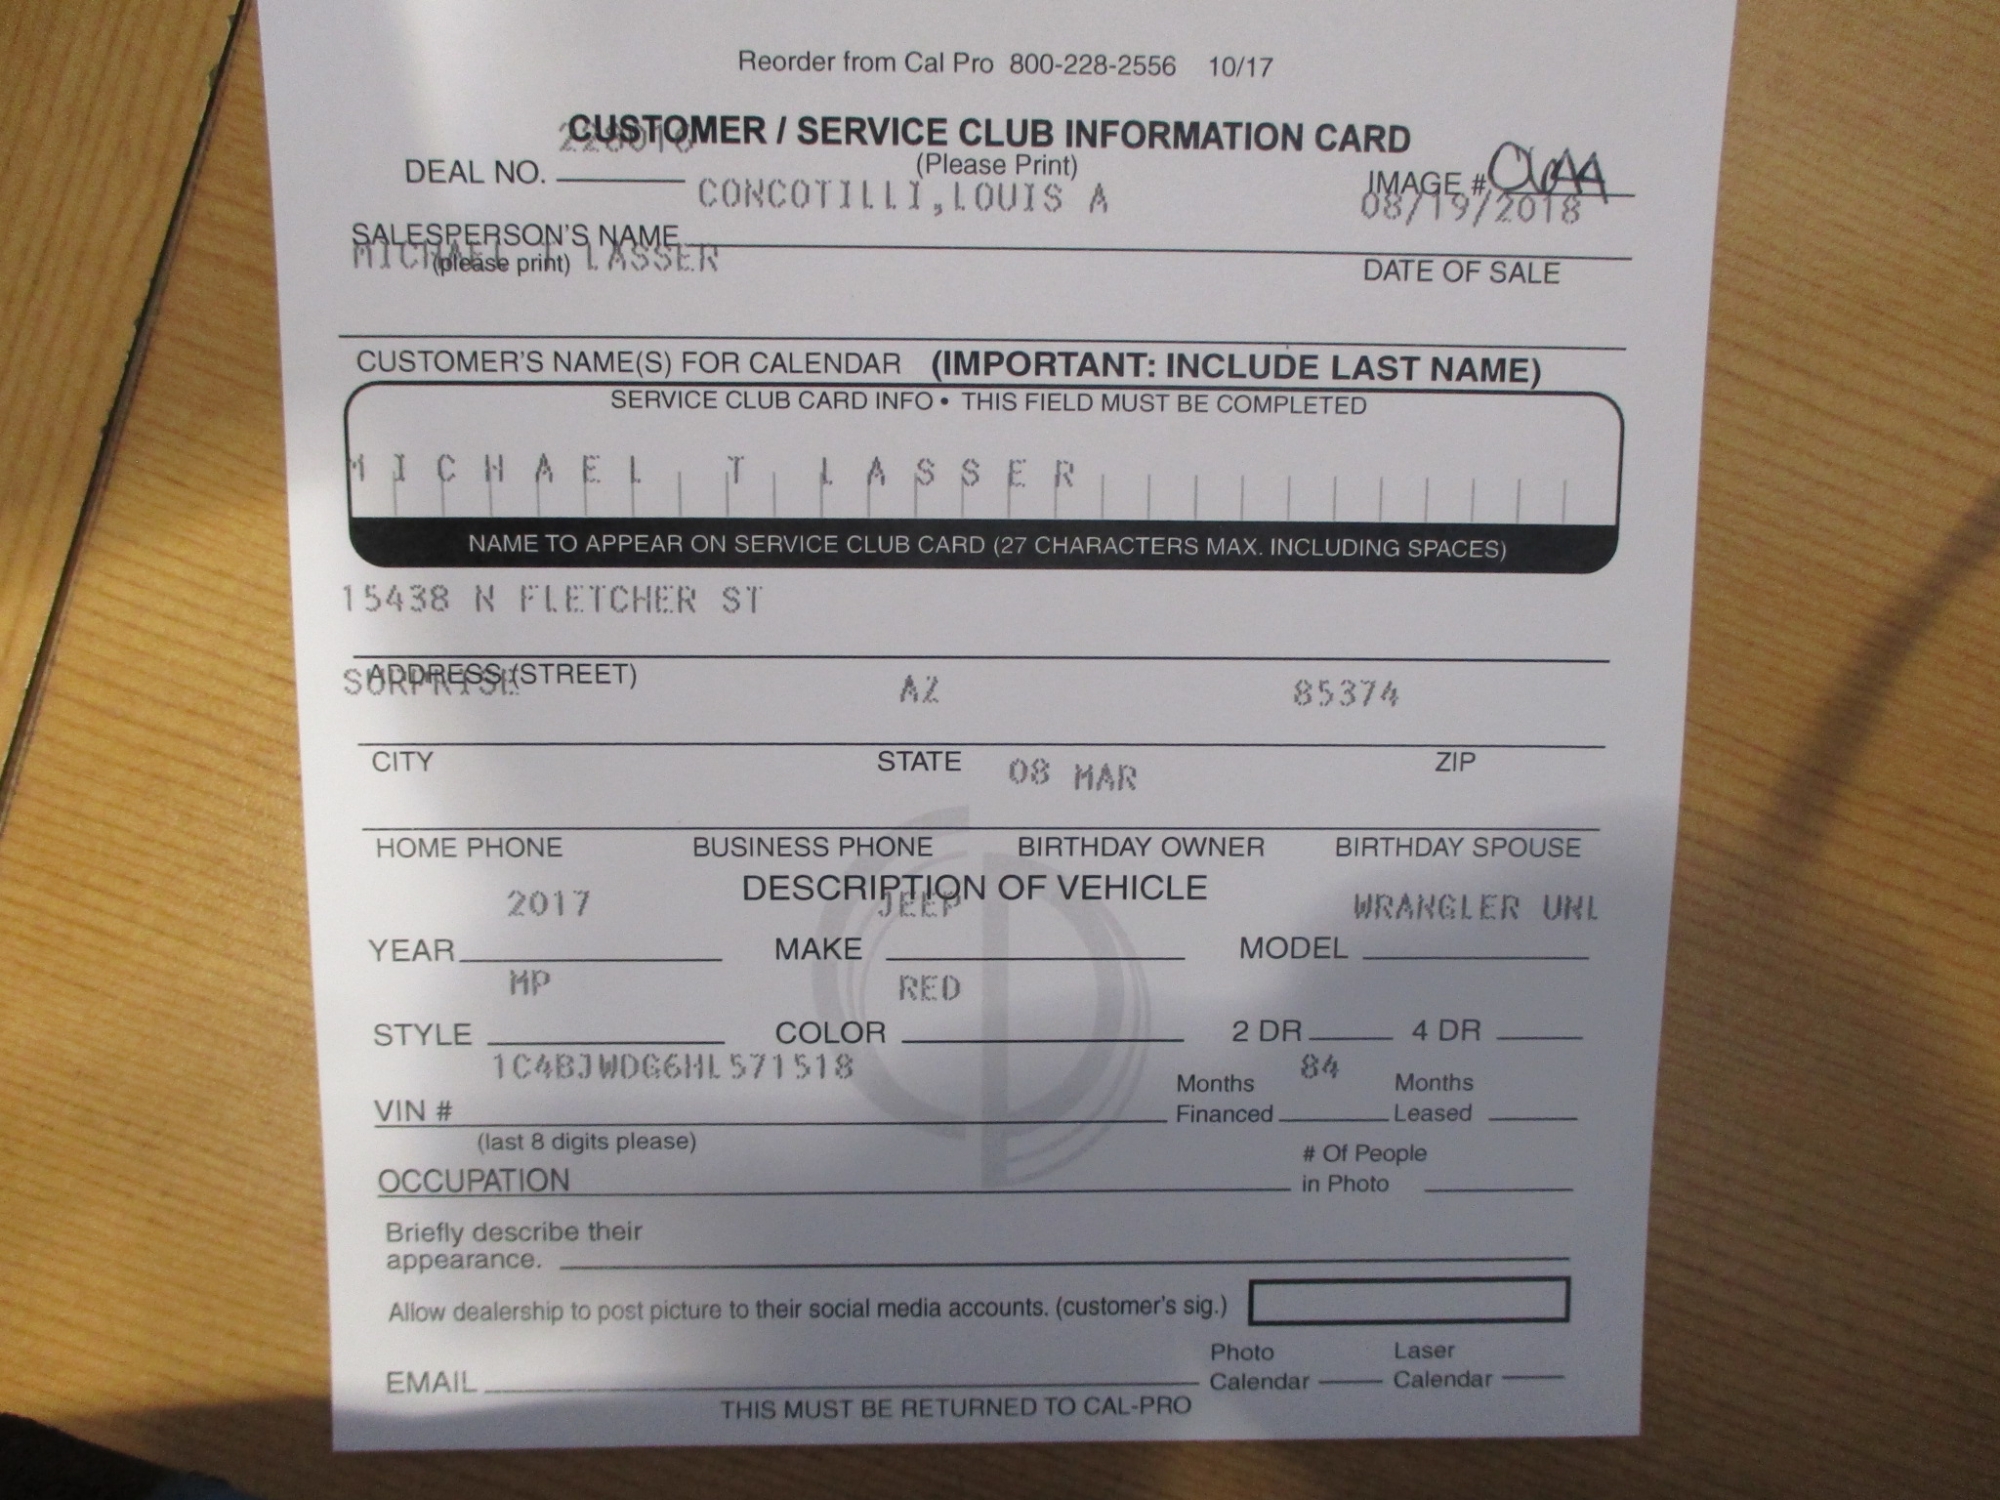 Reorder from Cal Pro 800-228-2556 10/17
CUSTOMER / SERVICE CLUB INFORMATION CARD
(Please Print)
DEAL NO.
IMAGE #
CONCOTILLI,LOUIS A
08/19/2018
SALESPERSON'S NAME
(please print)
DATE OF SALE
MICHAEL T LASSER
CUSTOMER'S NAME(S) FOR CALENDAR (IMPORTANT: INCLUDE LAST NAME)
SERVICE CLUB CARD INFO • THIS FIELD MUST BE COMPLETED
MICHAEL T LASSER
NAME TO APPEAR ON SERVICE CLUB CARD (27 CHARACTERS MAX. INCLUDING SPACES)
15438 N FLETCHER ST
ADDRESS (STREET)
SURPRISE AZ 85374
CITY STATE ZIP
08 MAR
HOME PHONE BUSINESS PHONE BIRTHDAY OWNER BIRTHDAY SPOUSE
DESCRIPTION OF VEHICLE
2017 JEEP WRANGLER UNL
YEAR MAKE MODEL
MP RED
STYLE COLOR 2 DR 4 DR
1C4BJWDG6HL571518 84
VIN # Months Financed Months Leased
(last 8 digits please)
OCCUPATION # Of People in Photo
Briefly describe their
appearance.
Allow dealership to post picture to their social media accounts. (customer's sig.)
EMAIL Photo Calendar Laser Calendar
THIS MUST BE RETURNED TO CAL-PRO